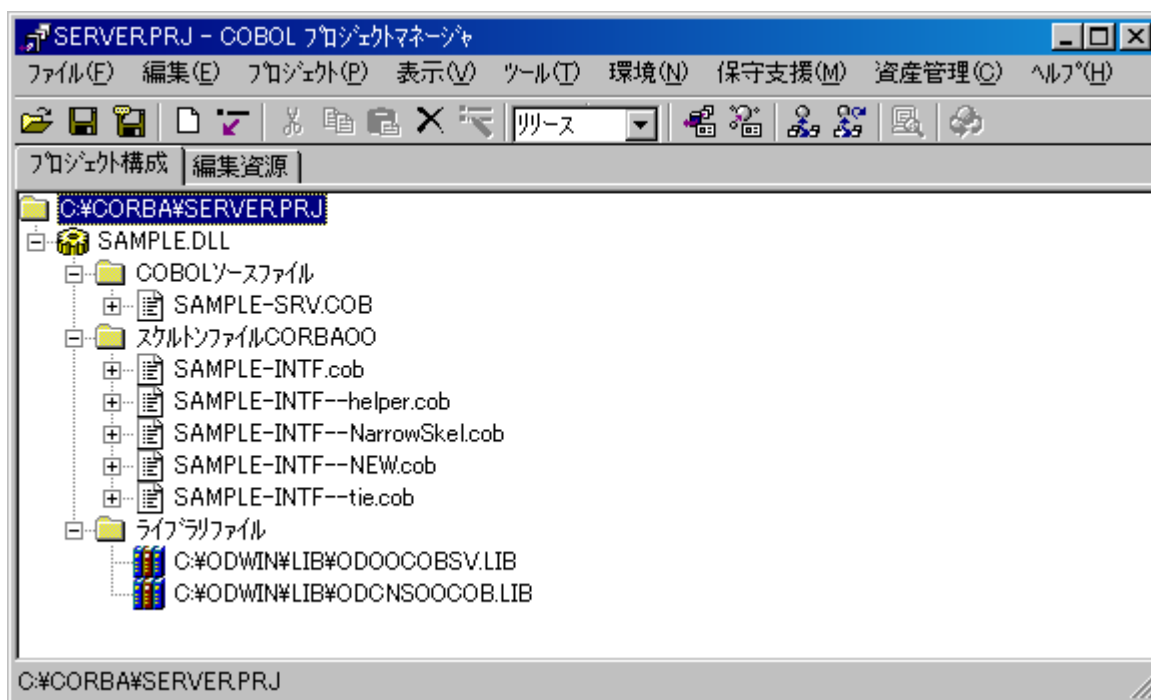 SERVER.PRJ - COBOL ﾌﾟﾛｼﾞｪｸﾄﾏﾈｰｼﾞｬ
ﾌｧｲﾙ(F) 編集(E) ﾌﾟﾛｼﾞｪｸﾄ(P) 表示(V) ﾂｰﾙ(T) 環境(N) 保守支援(M) 資産管理(C) ﾍﾙﾌﾟ(H)
ﾘﾘｰｽ
ﾌﾟﾛｼﾞｪｸﾄ構成 編集資源
C:¥CORBA¥SERVER.PRJ
SAMPLE.DLL
COBOLｿｰｽﾌｧｲﾙ
SAMPLE-SRV.COB
ｽｹﾙﾄﾝﾌｧｲﾙCORBAOO
SAMPLE-INTF.cob
SAMPLE-INTF--helper.cob
SAMPLE-INTF--NarrowSkel.cob
SAMPLE-INTF--NEW.cob
SAMPLE-INTF--tie.cob
ﾗｲﾌﾞﾗﾘﾌｧｲﾙ
C:¥ODWIN¥LIB¥ODOOCOBSV.LIB
C:¥ODWIN¥LIB¥ODCNSOOCOB.LIB
C:¥CORBA¥SERVER.PRJ